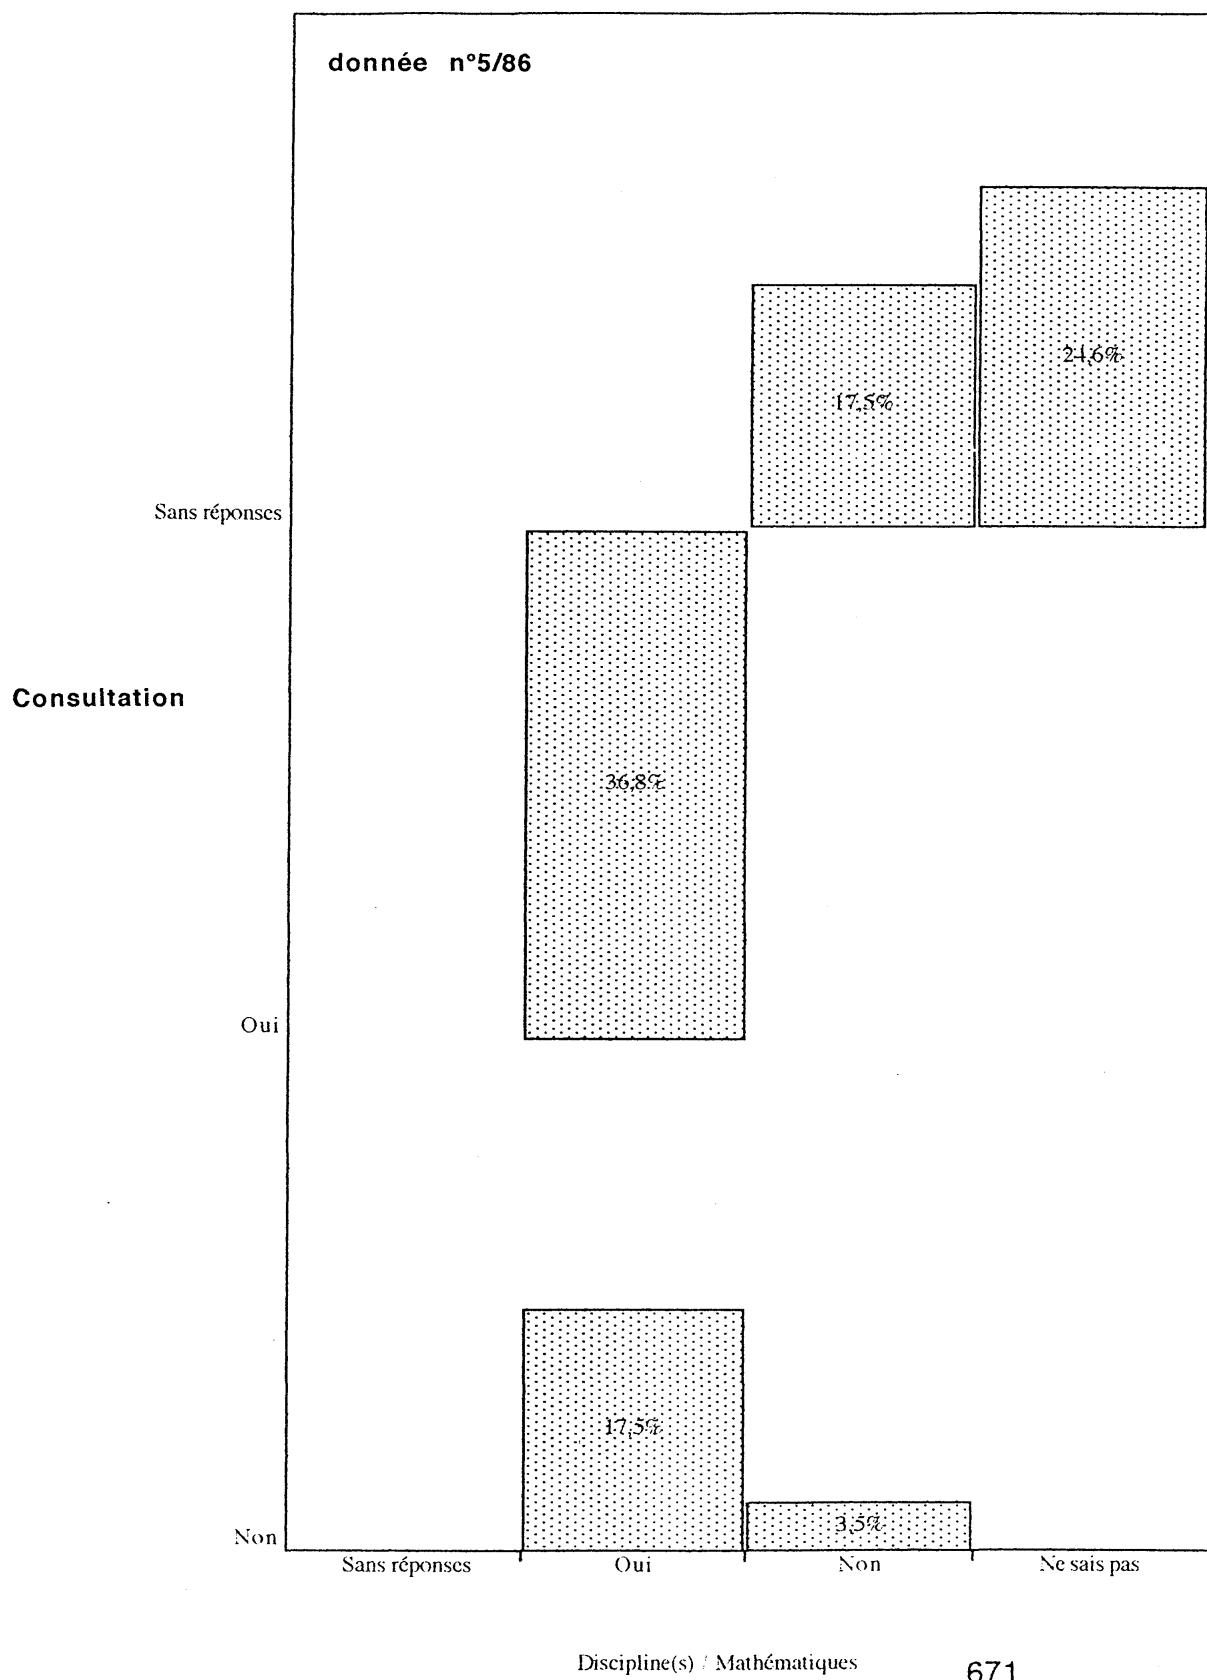 donnée n°5/86
24,6%
17,5%
Sans réponses
Consultation
36,8%
Oui
17,5%
3,5%
Non
Sans réponses Oui Non Ne sais pas
Discipline(s) / Mathématiques
671